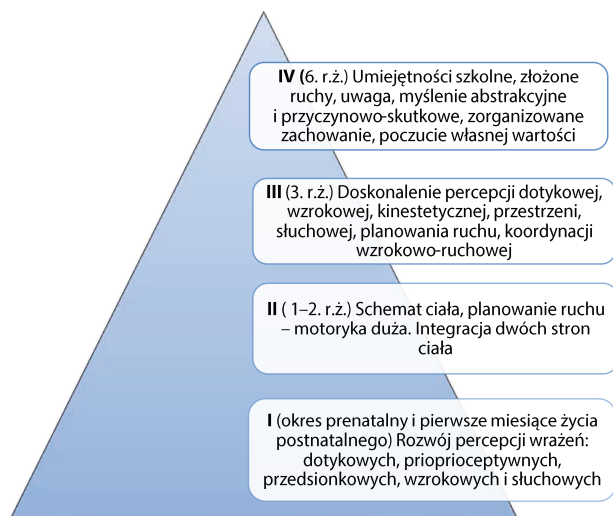 IV (6. r.ż.) Umiejętności szkolne, złożone
ruchy, uwaga, myślenie abstrakcyjne
i przyczynowo-skutkowe, zorganizowane
zachowanie, poczucie własnej wartości
III (3. r.ż.) Doskonalenie percepcji dotykowej,
wzrokowej, kinestetycznej, przestrzeni,
słuchowej, planowania ruchu, koordynacji
wzrokowo-ruchowej
II ( 1–2. r.ż.) Schemat ciała, planowanie ruchu
– motoryka duża. Integracja dwóch stron
ciała
I (okres prenatalny i pierwsze miesiące życia
postnatalnego) Rozwój percepcji wrażeń:
dotykowych, prioprioceptywnych,
przedsionkowych, wzrokowych i słuchowych